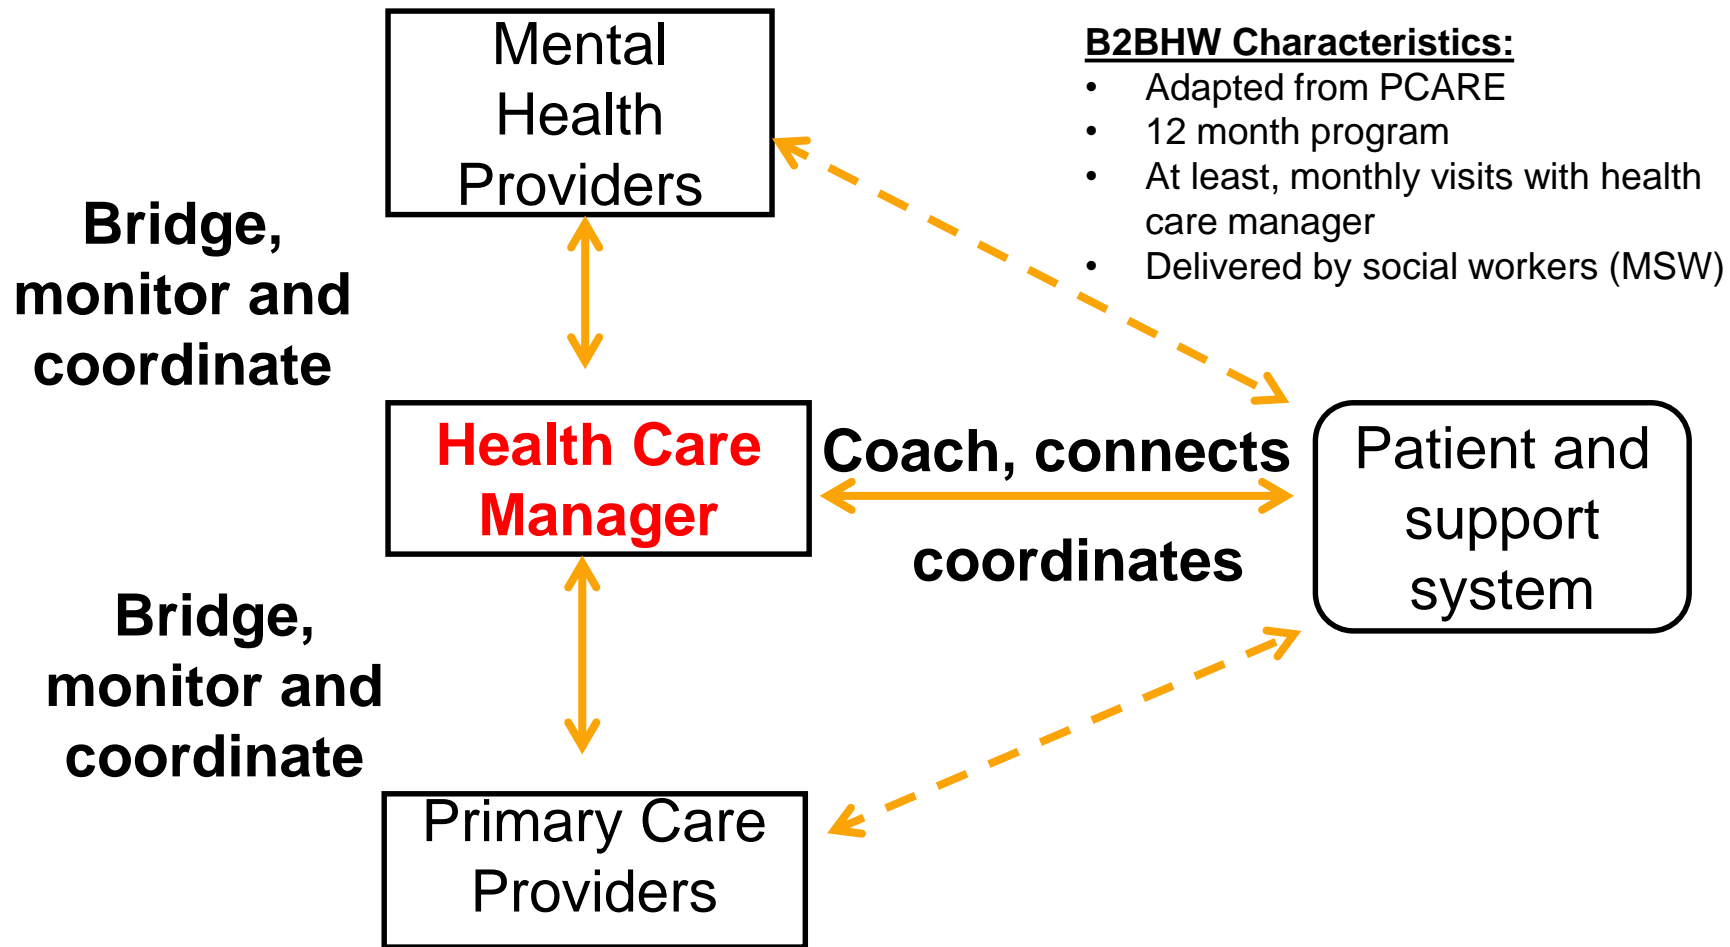 Mental
Health
Providers
B2BHW Characteristics:
• Adapted from PCARE
• 12 month program
• At least, monthly visits with health
care manager
• Delivered by social workers (MSW)
Bridge,
monitor and
coordinate
Health Care
Manager
Coach, connects
coordinates
Patient and
support
system
Bridge,
monitor and
coordinate
Primary Care
Providers